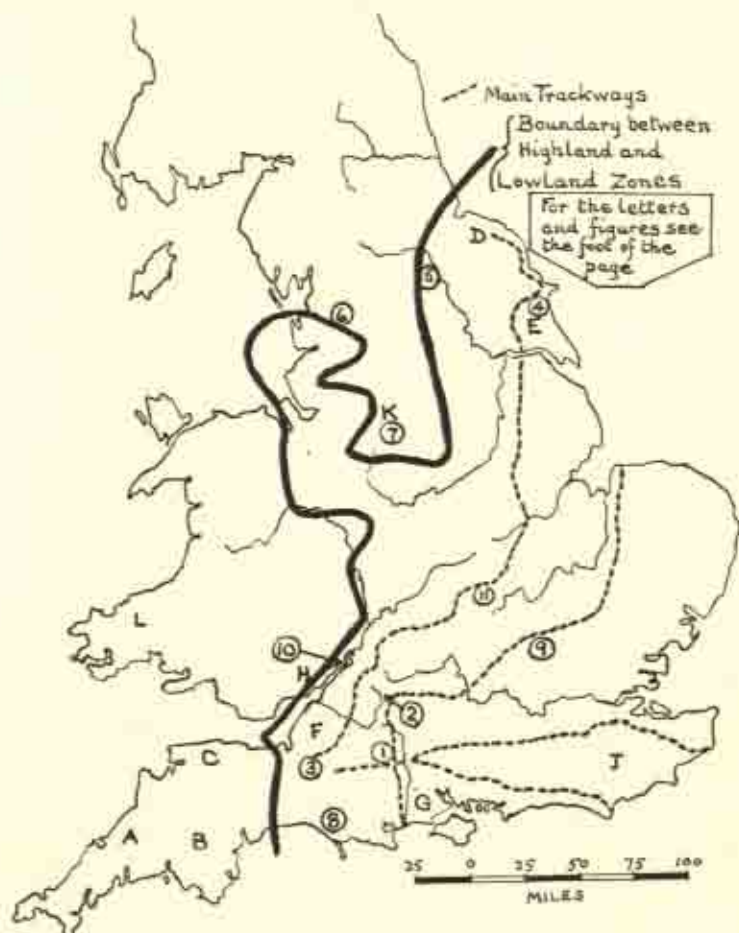 Main Trackways
Boundary between
Highland and
Lowland Zones
For the letters
and figures see
the foot of the
page
D
5
4
E
6
K
7
11
L
9
10
H
2
F
1
3
J
C
G
8
A
B
25 0 25 50 75 100
MILES